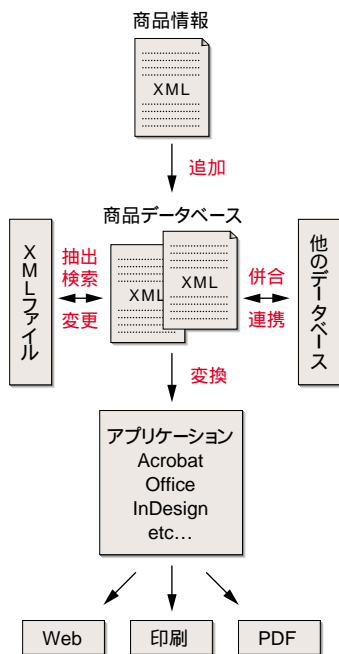 商品情報
XML
追加
商品データベース
XMLファイル
抽出
検索
変更
XML
XML
併合
連携
他のデータベース
変換
アプリケーション
Acrobat
Office
InDesign
etc…
Web
印刷
PDF